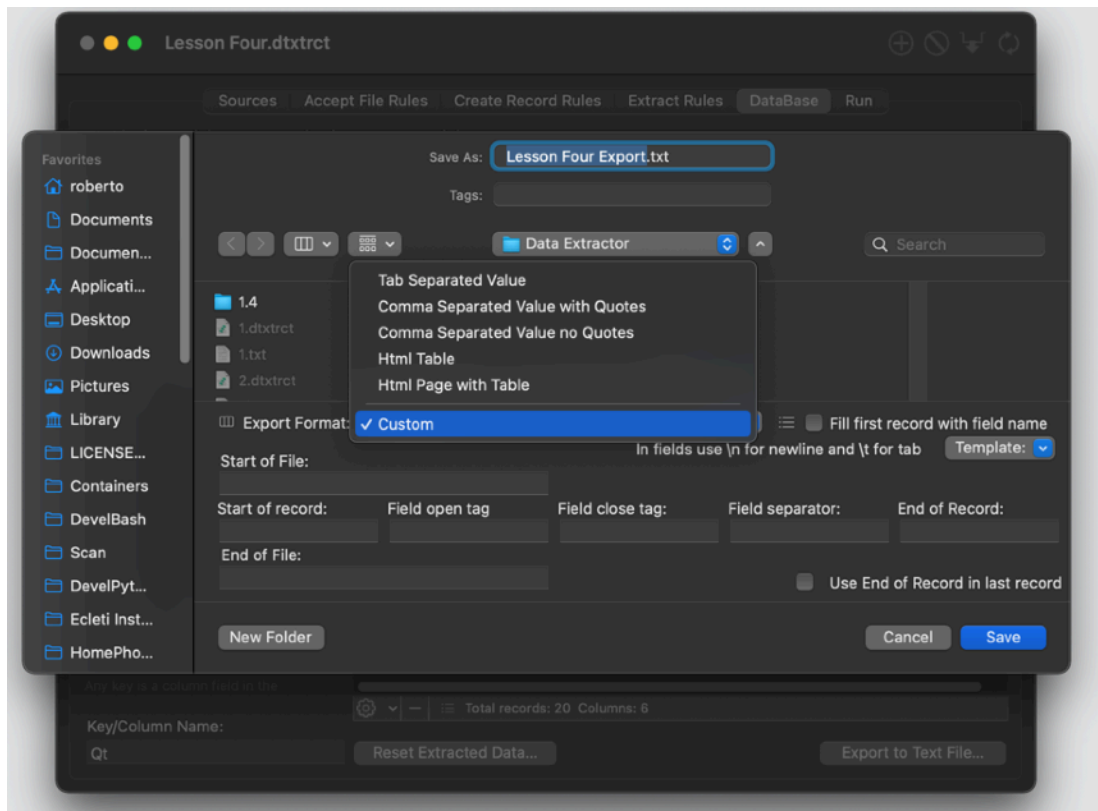 Lesson Four.dtxtrct
Sources Accept File Rules Create Record Rules Extract Rules DataBase Run
Favorites
roberto
Documents
Documen...
Applicati...
Desktop
Downloads
Pictures
Library
LICENSE...
Containers
DevelBash
Scan
DevelPyt...
Ecleti Inst...
HomePho...
Save As: Lesson Four Export.txt
Tags:
Data Extractor
Search
1.4
1.dtxtrct
1.txt
2.dtxtrct
Tab Separated Value
Comma Separated Value with Quotes
Comma Separated Value no Quotes
Html Table
Html Page with Table
Export Format: ✓ Custom
Fill first record with field name
In fields use \n for newline and \t for tab Template:
Start of File:
Start of record: Field open tag Field close tag: Field separator: End of Record:
End of File:
Use End of Record in last record
New Folder Cancel Save
Any key is a column field in the
Total records: 20 Columns: 6
Key/Column Name:
Qt Reset Extracted Data... Export to Text File...